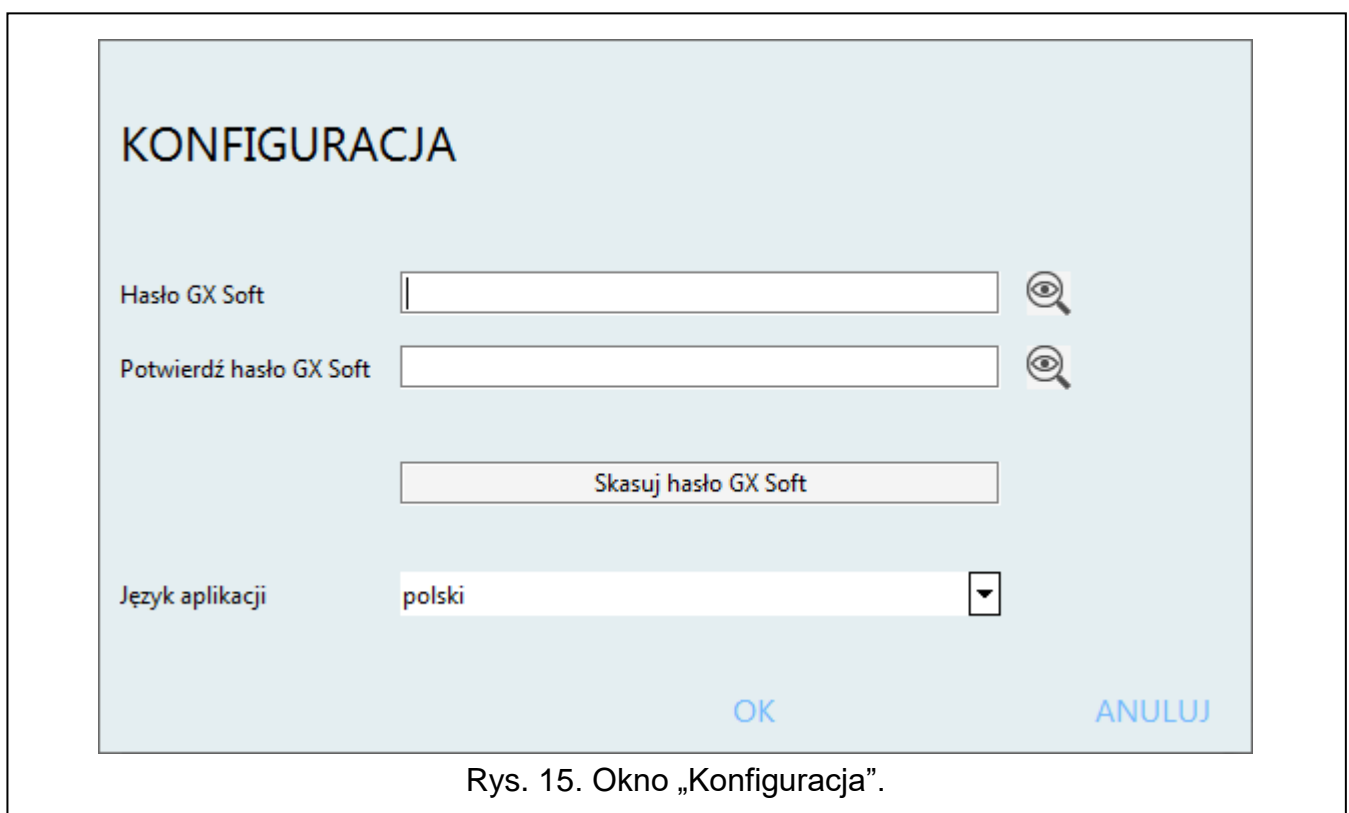 KONFIGURACJA
Hasło GX Soft
Potwierdź hasło GX Soft
Skasuj hasło GX Soft
Język aplikacji polski
OK ANULUJ
Rys. 15. Okno „Konfiguracja”.